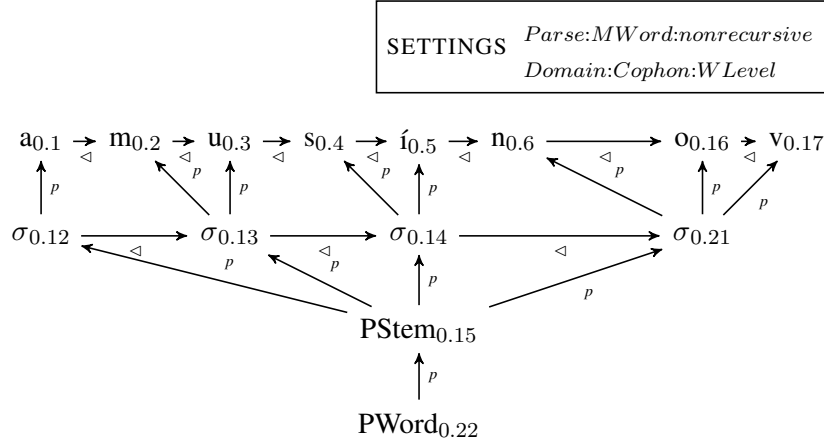 SETTINGS Parse:MWord:nonrecursive
Domain:Cophon:WLevel
a0.1 m0.2 u0.3 s0.4 í0.5 n0.6 o0.16 v0.17
◁ ◁ ◁ ◁ ◁ ◁ ◁
p p p p p p p p
σ0.12 σ0.13 σ0.14 σ0.21
◁ ◁ ◁
p p p p
PStem0.15
p
PWord0.22